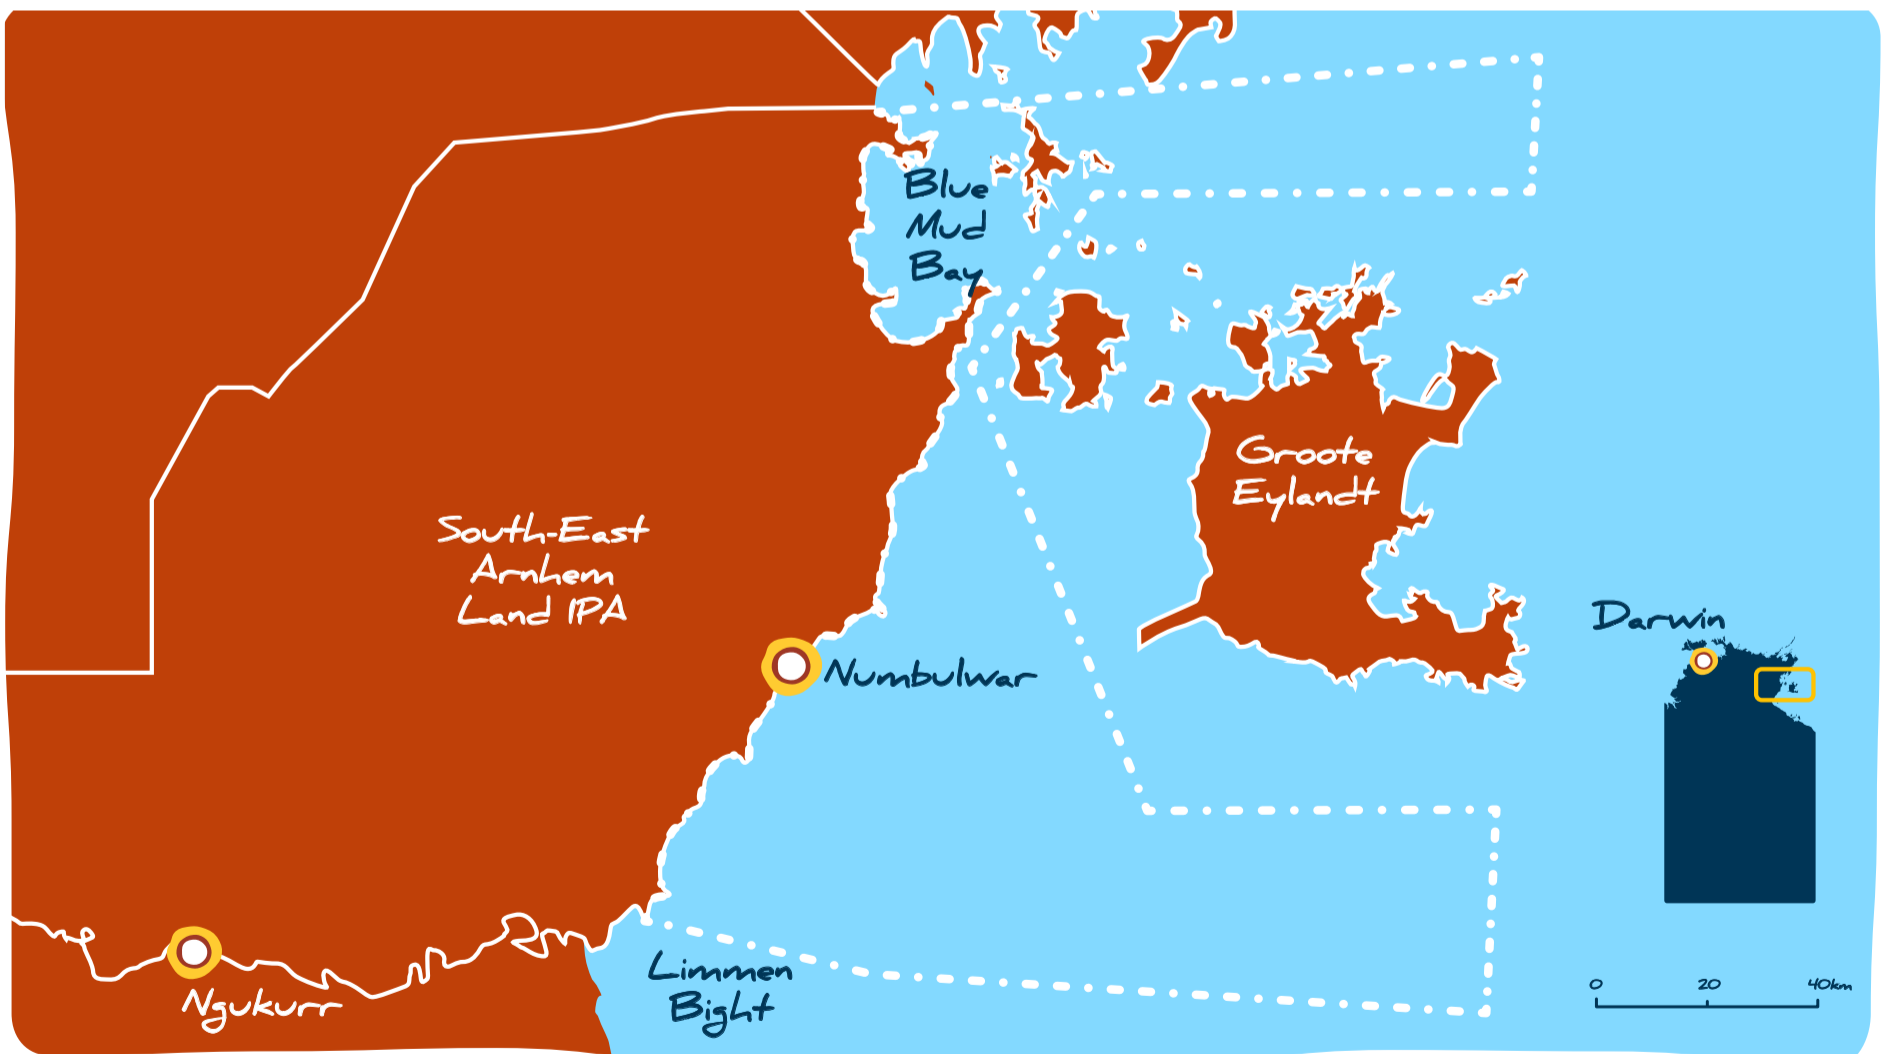 Blue
Mud
Bay
Groote
Eylandt
South-East
Arnhem
Land IPA
Numbulwar
Darwin
Ngukurr
Limmen
Bight
0 20 40km